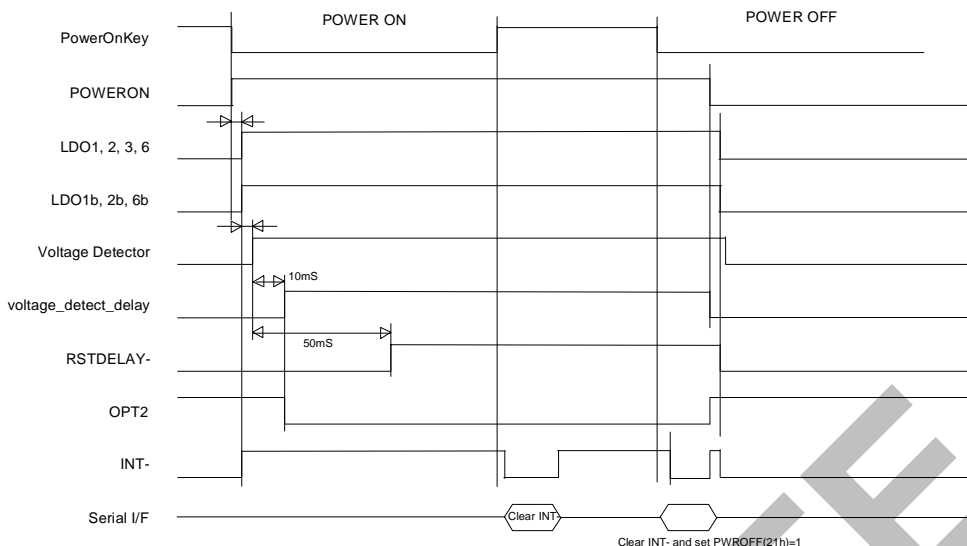 POWER ON
POWER OFF
PowerOnKey
POWERON
LDO1, 2, 3, 6
LDO1b, 2b, 6b
Voltage Detector
10mS
voltage_detect_delay
50mS
RSTDELAY-
OPT2
INT-
Serial I/F
Clear INT-
Clear INT- and set PWROFF(21h)=1